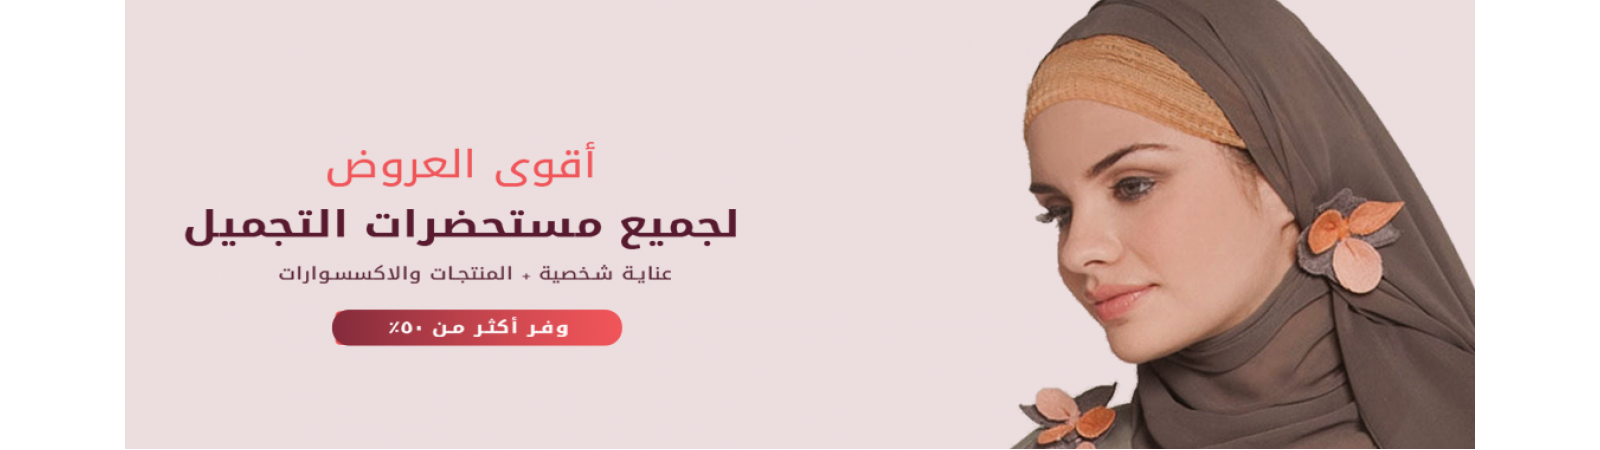 أقوى العروض
لجميع مستحضرات التجميل
عناية شخصية + المنتجات والاكسسوارات
وفر أكثر من ٥٠٪